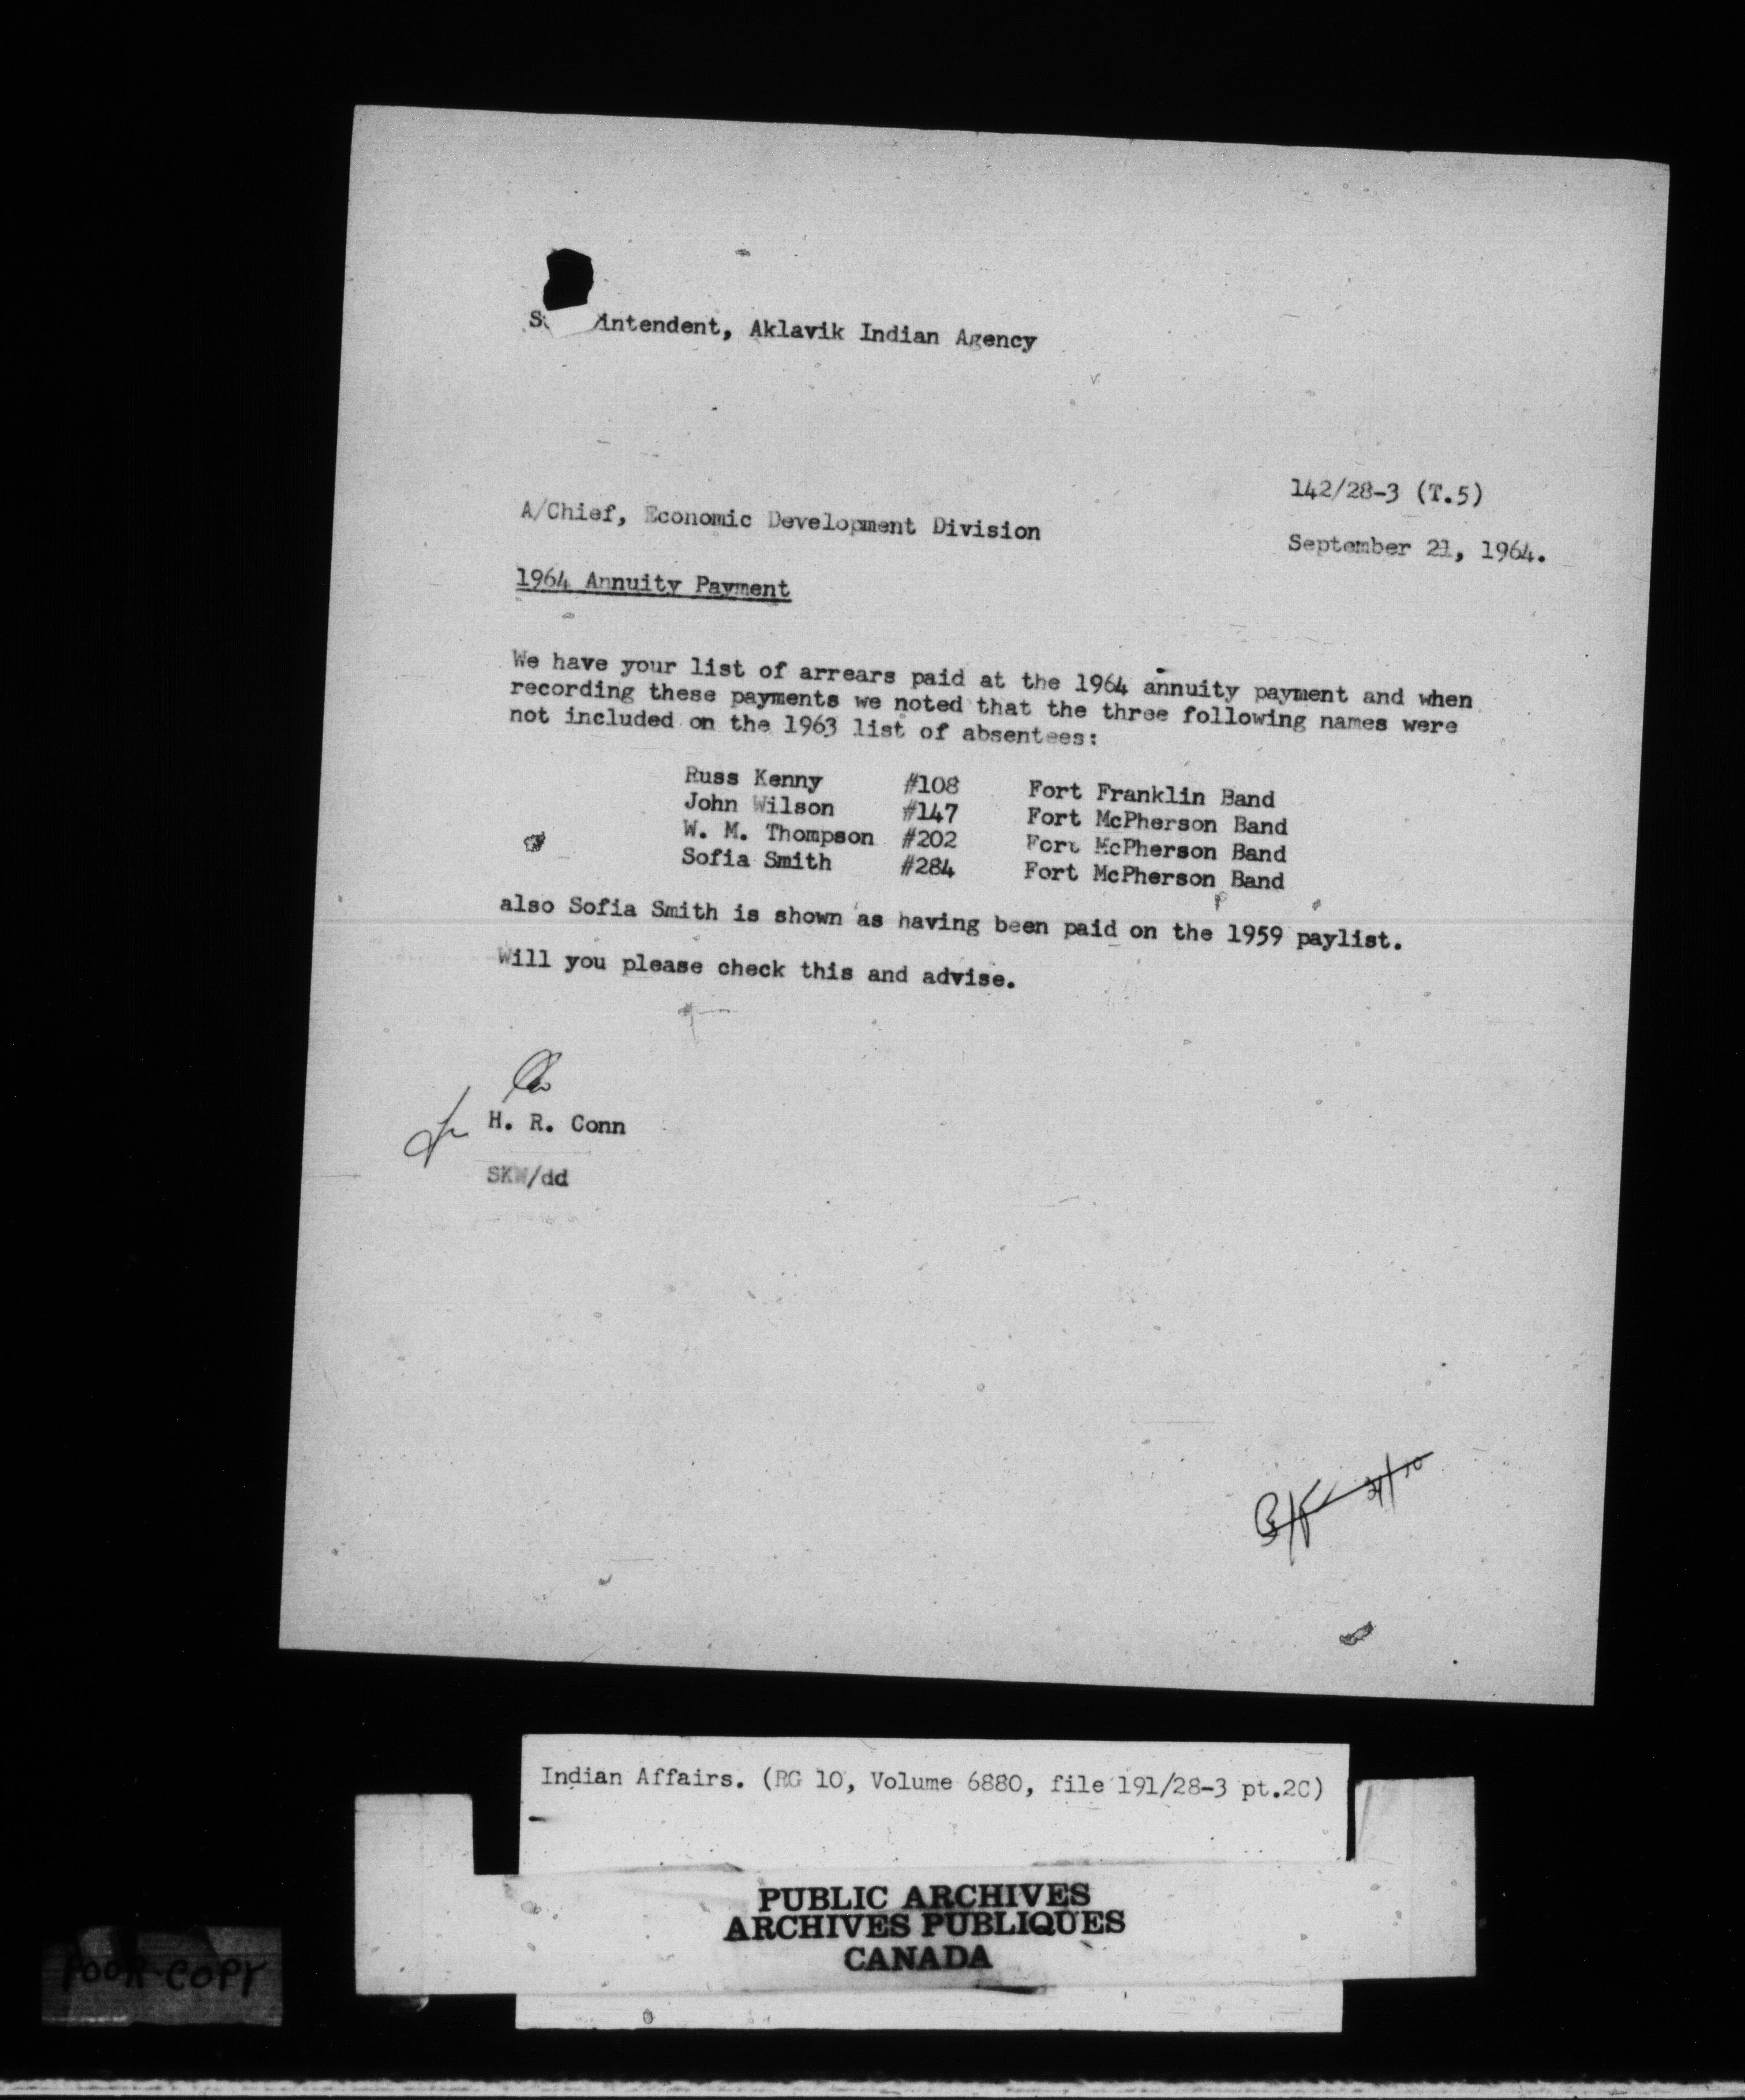 intendent, Aklavik Indian Agency
142/28-3 (T.5)
A/Chief, Economic Development Division
September 21, 1964.
1964 Annuity Payment
We have your list of arrears paid at the 1964 annuity payment and when
recording these payments we noted that the three following names were
not included on the 1963 list of absentees:
Russ Kenny #108 Fort Franklin Band
John Wilson #147 Fort McPherson Band
W. M. Thompson #202 Fort McPherson Band
Sofia Smith #284 Fort McPherson Band
also Sofia Smith is shown as having been paid on the 1959 paylist.
Will you please check this and advise.
H. R. Conn
SKW/dd
B/F
Indian Affairs. (RG 10, Volume 6880, file 191/28-3 pt.2C)
PUBLIC ARCHIVES
ARCHIVES PUBLIQUES
CANADA
POOR COPY